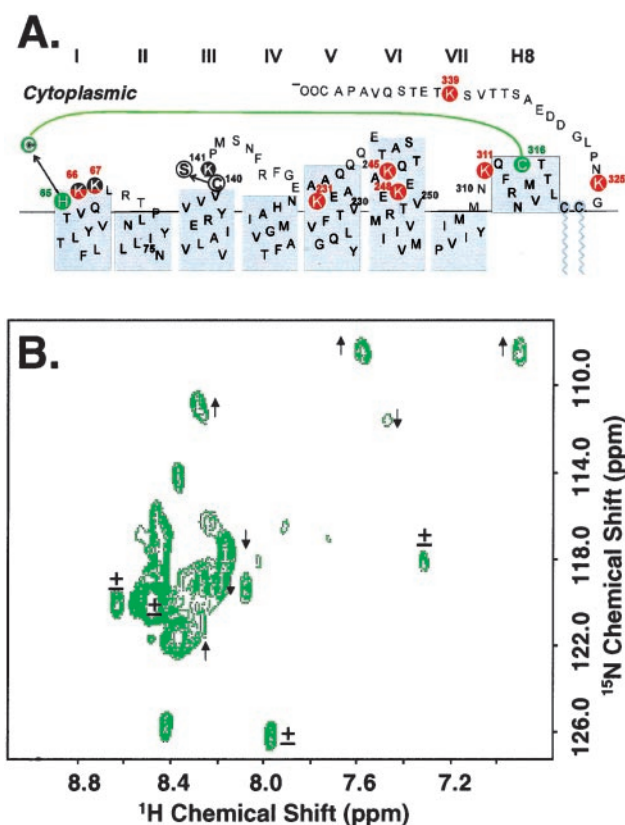 A.
I II III IV V VI VII H8
Cytoplasmic
339
⁻O O C A P A V Q S T E T K S V T T S A E D D G L P N K G
325
C
65 66 67
H K K L
T V Q
T L Y V
F L
R T P
75
S 141 K P M S N F R F G E
C 140
V V V
E R Y
V L A V
I A H N
V G M
T F A
A A Q Q Q
231 K E A A
230
V F T V
G Q L Y
E T A S
245 K
248 K E
250
M R T V
I I V I
311 K
310 N
M
I M
V I Y
P V I
316
Q C T
F M T
R V L
N
C C
B.
± ± ± ±
110.0
114.0
118.0
122.0
126.0
¹⁵N Chemical Shift (ppm)
8.8 8.4 8.0 7.6 7.2
¹H Chemical Shift (ppm)